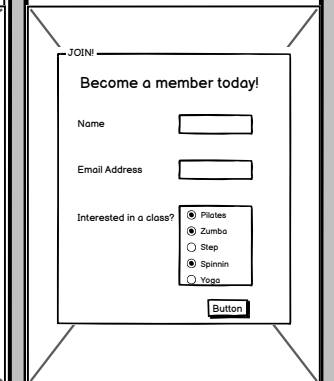 JOIN!
Become a member today!
Name
Email Address
Interested in a class?
Pilates
Zumba
Step
Spinnin
Yoga
Button